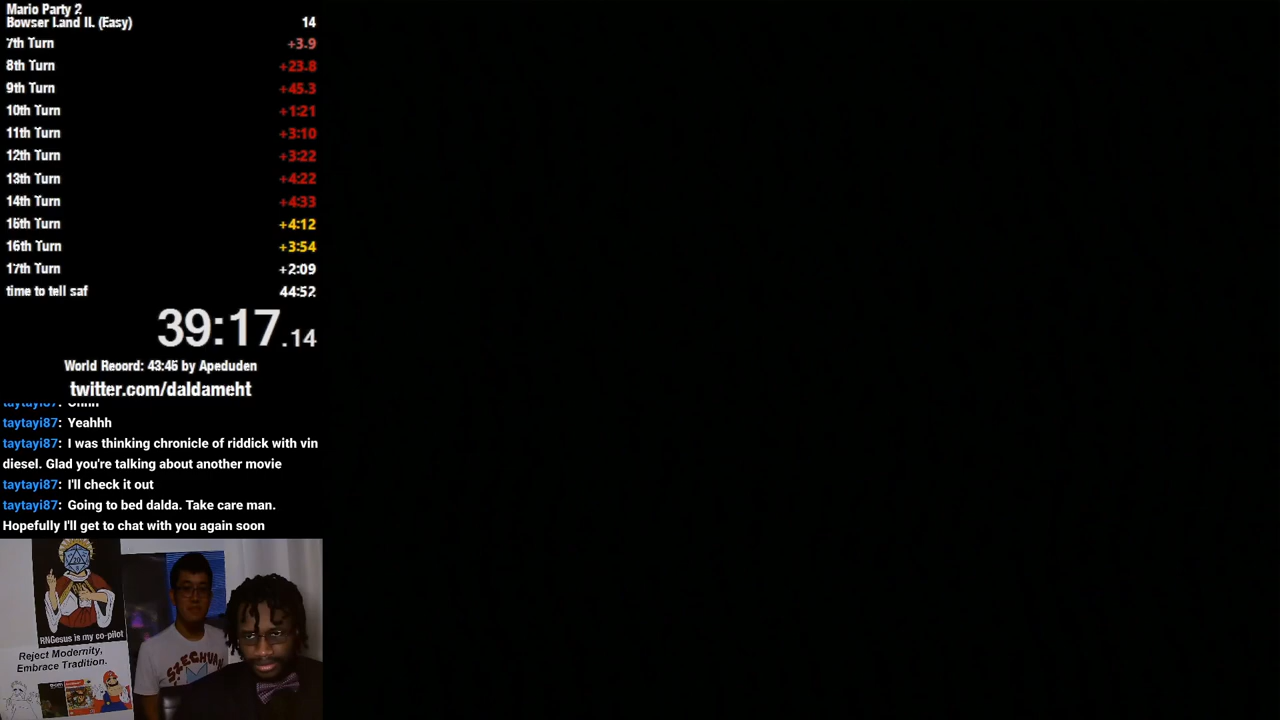 Mario Party 2
Bowser Land II. (Easy) 14
7th Turn +3.9
8th Turn +23.8
9th Turn +45.3
10th Turn +1:21
11th Turn +3:10
12th Turn +3:22
13th Turn +4:22
14th Turn +4:33
15th Turn +4:12
16th Turn +3:54
17th Turn +2:09
time to tell saf 44:52
39:17.14
World Record: 43:45 by Apeduden
twitter.com/daldameht
taytayi87: Ohhh
taytayi87: Yeahhh
taytayi87: I was thinking chronicle of riddick with vin
diesel. Glad you're talking about another movie
taytayi87: I'll check it out
taytayi87: Going to bed dalda. Take care man.
Hopefully I'll get to chat with you again soon
RNGesus is my co-pilot
Reject Modernity,
Embrace Tradition.
SZECHUAN